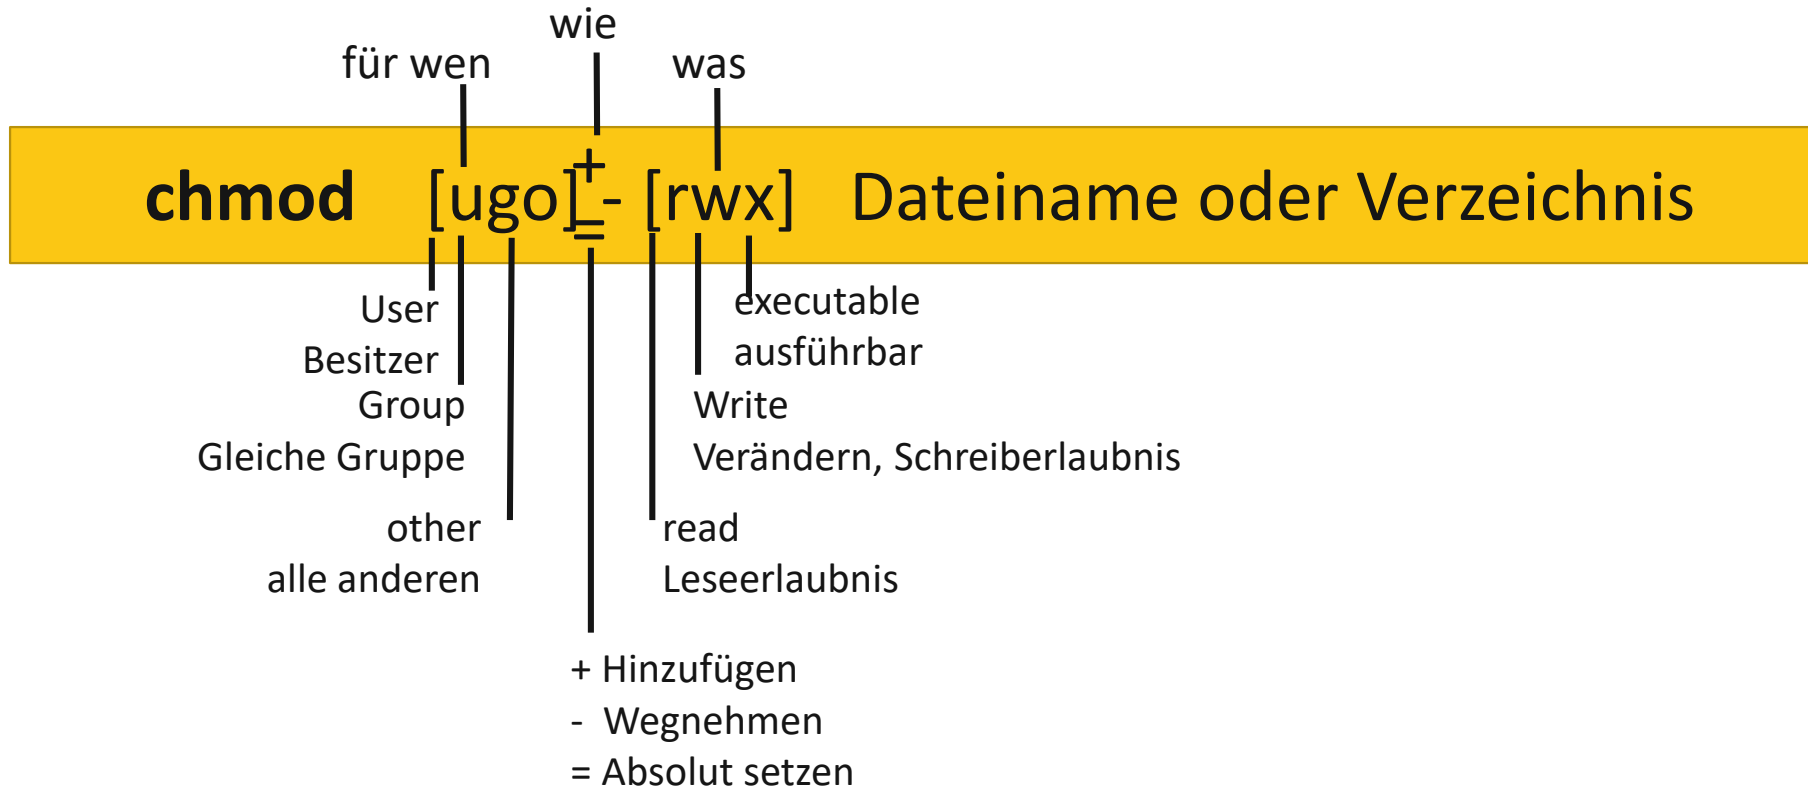 wie
für wen
was
chmod [ugo] + - = [rwx] Dateiname oder Verzeichnis
User
Besitzer
executable
ausführbar
Group
Gleiche Gruppe
Write
Verändern, Schreiberlaubnis
other
alle anderen
read
Leseerlaubnis
+ Hinzufügen
- Wegnehmen
= Absolut setzen